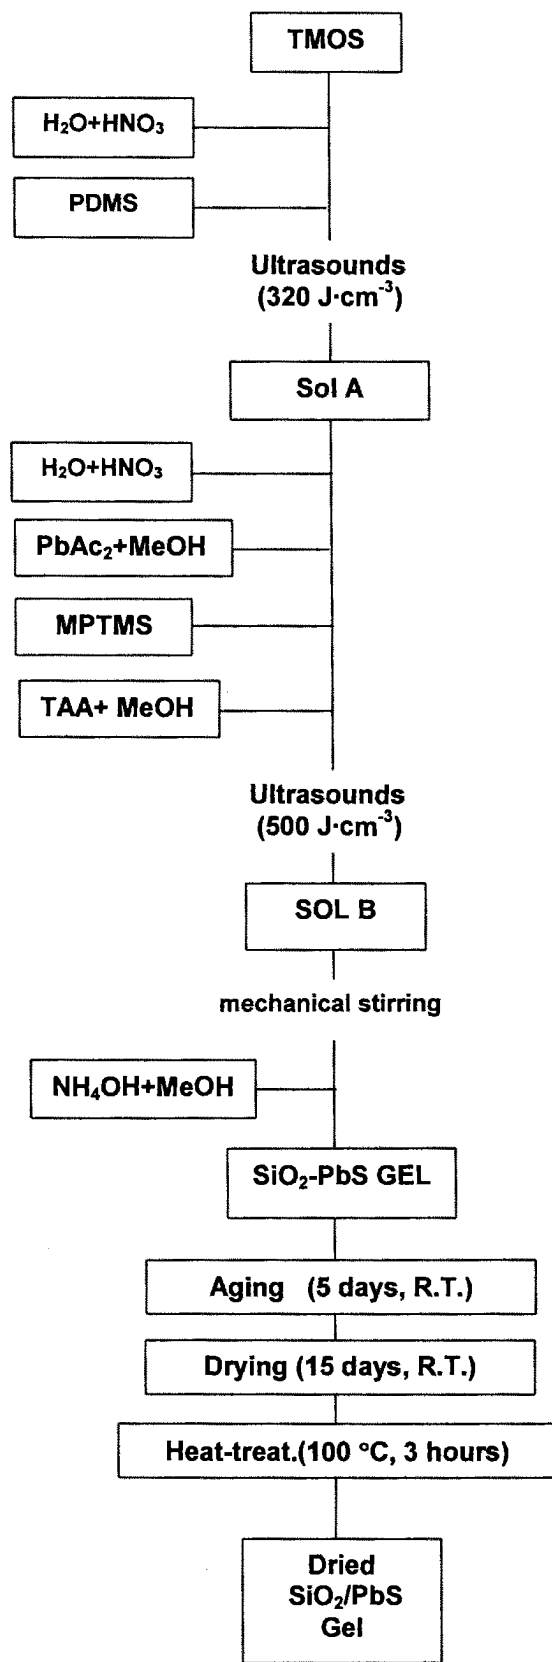 TMOS
H₂O+HNO₃
PDMS
Ultrasounds
(320 J·cm⁻³)
Sol A
H₂O+HNO₃
PbAc₂+MeOH
MPTMS
TAA+ MeOH
Ultrasounds
(500 J·cm⁻³)
SOL B
mechanical stirring
NH₄OH+MeOH
SiO₂-PbS GEL
Aging (5 days, R.T.)
Drying (15 days, R.T.)
Heat-treat.(100 °C, 3 hours)
Dried
SiO₂/PbS
Gel